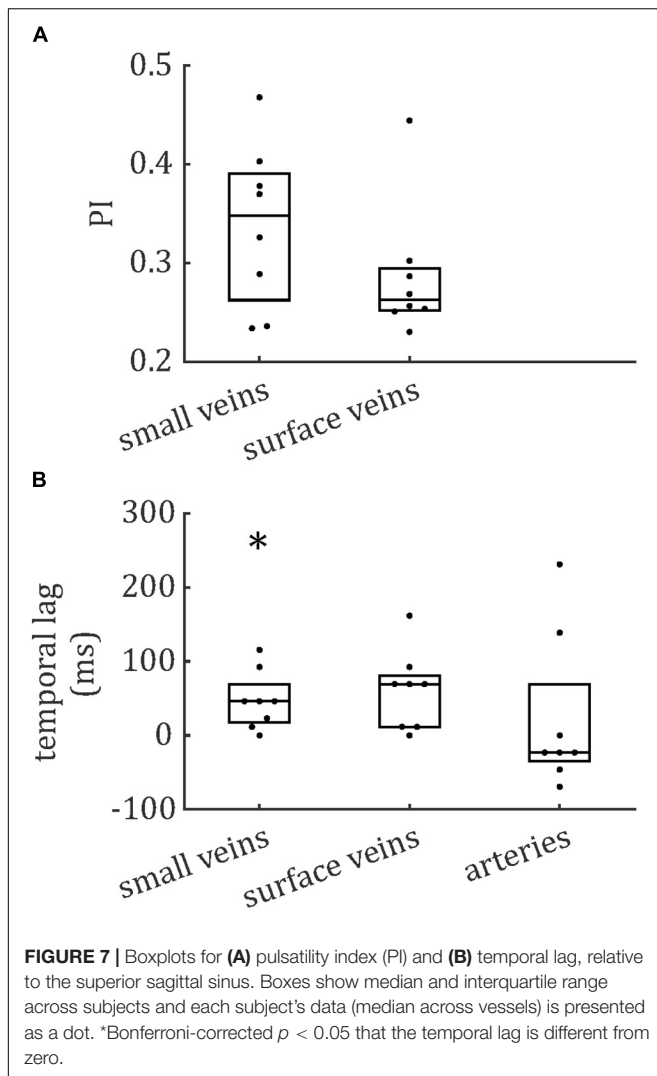 A
0.5
0.4
PI
0.3
0.2
small veins
surface veins
B
300
*
200
temporal lag
(ms)
100
0
-100
small veins
surface veins
arteries
FIGURE 7 | Boxplots for (A) pulsatility index (PI) and (B) temporal lag, relative
to the superior sagittal sinus. Boxes show median and interquartile range
across subjects and each subject's data (median across vessels) is presented
as a dot. *Bonferroni-corrected p < 0.05 that the temporal lag is different from
zero.